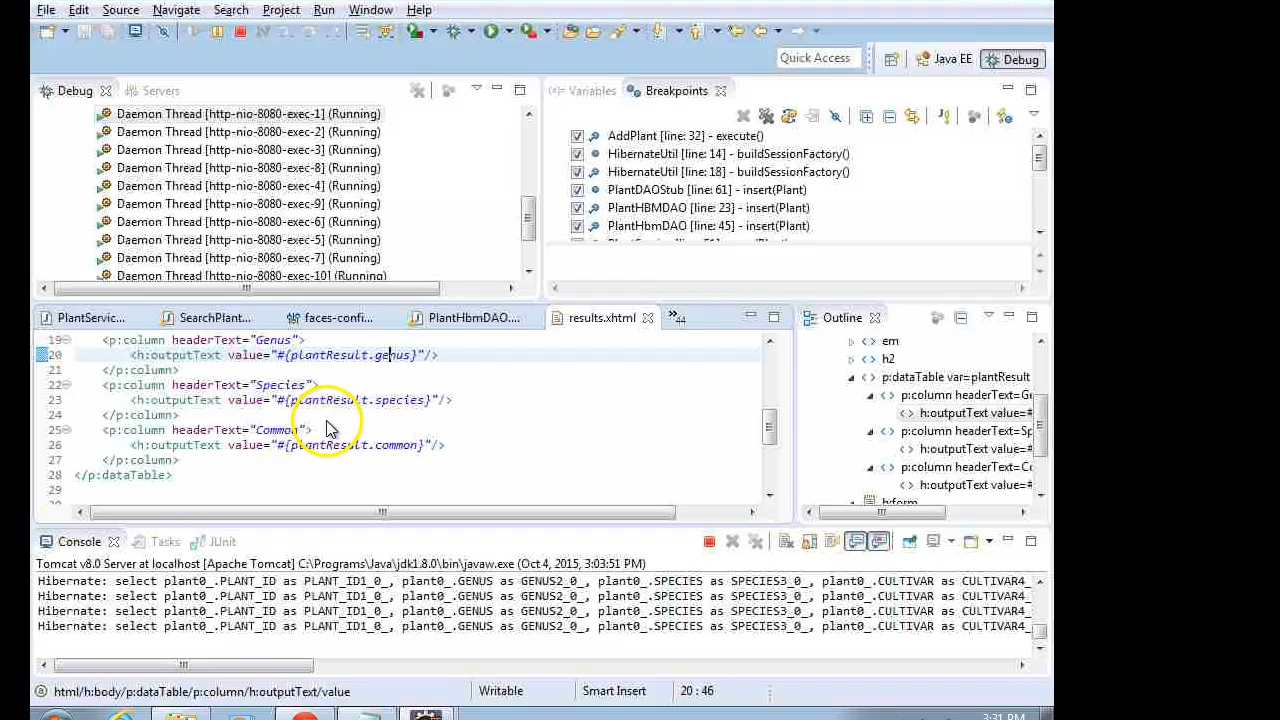 File Edit Source Navigate Search Project Run Window Help
Quick Access Java EE Debug
Debug Servers
Daemon Thread [http-nio-8080-exec-1] (Running)
Daemon Thread [http-nio-8080-exec-2] (Running)
Daemon Thread [http-nio-8080-exec-3] (Running)
Daemon Thread [http-nio-8080-exec-8] (Running)
Daemon Thread [http-nio-8080-exec-4] (Running)
Daemon Thread [http-nio-8080-exec-9] (Running)
Daemon Thread [http-nio-8080-exec-6] (Running)
Daemon Thread [http-nio-8080-exec-5] (Running)
Daemon Thread [http-nio-8080-exec-7] (Running)
Daemon Thread [http-nio-8080-exec-10] (Running)
(x)= Variables Breakpoints
AddPlant [line: 32] - execute()
HibernateUtil [line: 14] - buildSessionFactory()
HibernateUtil [line: 18] - buildSessionFactory()
PlantDAOStub [line: 61] - insert(Plant)
PlantHBMDAO [line: 23] - insert(Plant)
PlantHbmDAO [line: 45] - insert(Plant)
PlantServic... SearchPlant... faces-confi... PlantHbmDAO.... results.xhtml »44
19 <p:column headerText="Genus">
20 <h:outputText value="#{plantResult.genus}"/>
21 </p:column>
22 <p:column headerText="Species">
23 <h:outputText value="#{plantResult.species}"/>
24 </p:column>
25 <p:column headerText="Common">
26 <h:outputText value="#{plantResult.common}"/>
27 </p:column>
28 </p:dataTable>
29
Outline
em
h2
p:dataTable var=plantResult
p:column headerText=Ge
h:outputText value=#
p:column headerText=Sp
h:outputText value=#
p:column headerText=Co
h:outputText value=#
h:form
Console Tasks JUnit
Tomcat v8.0 Server at localhost [Apache Tomcat] C:\Programs\Java\jdk1.8.0\bin\javaw.exe (Oct 4, 2015, 3:03:51 PM)
Hibernate: select plant0_.PLANT_ID as PLANT_ID1_0_, plant0_.GENUS as GENUS2_0_, plant0_.SPECIES as SPECIES3_0_, plant0_.CULTIVAR as CULTIVAR4_
Hibernate: select plant0_.PLANT_ID as PLANT_ID1_0_, plant0_.GENUS as GENUS2_0_, plant0_.SPECIES as SPECIES3_0_, plant0_.CULTIVAR as CULTIVAR4_
Hibernate: select plant0_.PLANT_ID as PLANT_ID1_0_, plant0_.GENUS as GENUS2_0_, plant0_.SPECIES as SPECIES3_0_, plant0_.CULTIVAR as CULTIVAR4_
Hibernate: select plant0_.PLANT_ID as PLANT_ID1_0_, plant0_.GENUS as GENUS2_0_, plant0_.SPECIES as SPECIES3_0_, plant0_.CULTIVAR as CULTIVAR4_
html/h:body/p:dataTable/p:column/h:outputText/value Writable Smart Insert 20 : 46
3:31 PM